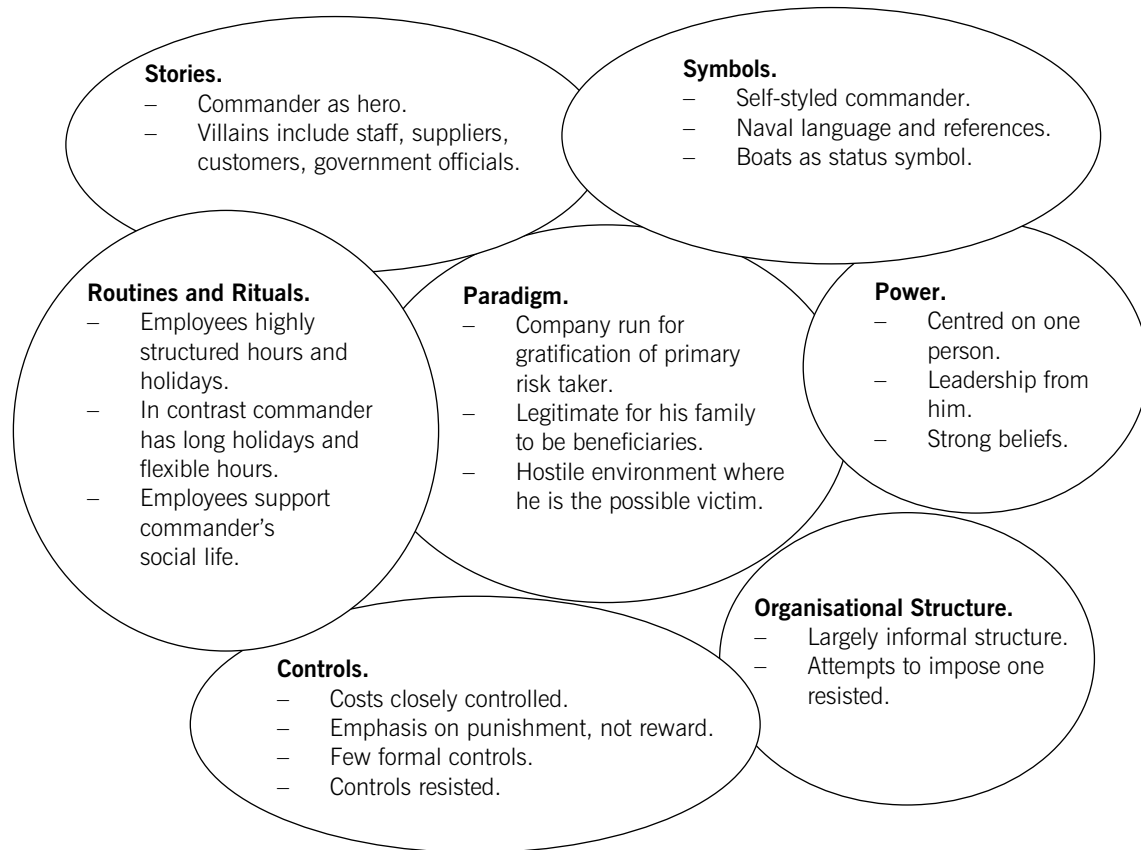 Stories.
– Commander as hero.
– Villains include staff, suppliers,
customers, government officials.
Symbols.
– Self-styled commander.
– Naval language and references.
– Boats as status symbol.
Routines and Rituals.
– Employees highly
structured hours and
holidays.
– In contrast commander
has long holidays and
flexible hours.
– Employees support
commander’s
social life.
Paradigm.
– Company run for
gratification of primary
risk taker.
– Legitimate for his family
to be beneficiaries.
– Hostile environment where
he is the possible victim.
Power.
– Centred on one
person.
– Leadership from
him.
– Strong beliefs.
Organisational Structure.
– Largely informal structure.
– Attempts to impose one
resisted.
Controls.
– Costs closely controlled.
– Emphasis on punishment, not reward.
– Few formal controls.
– Controls resisted.